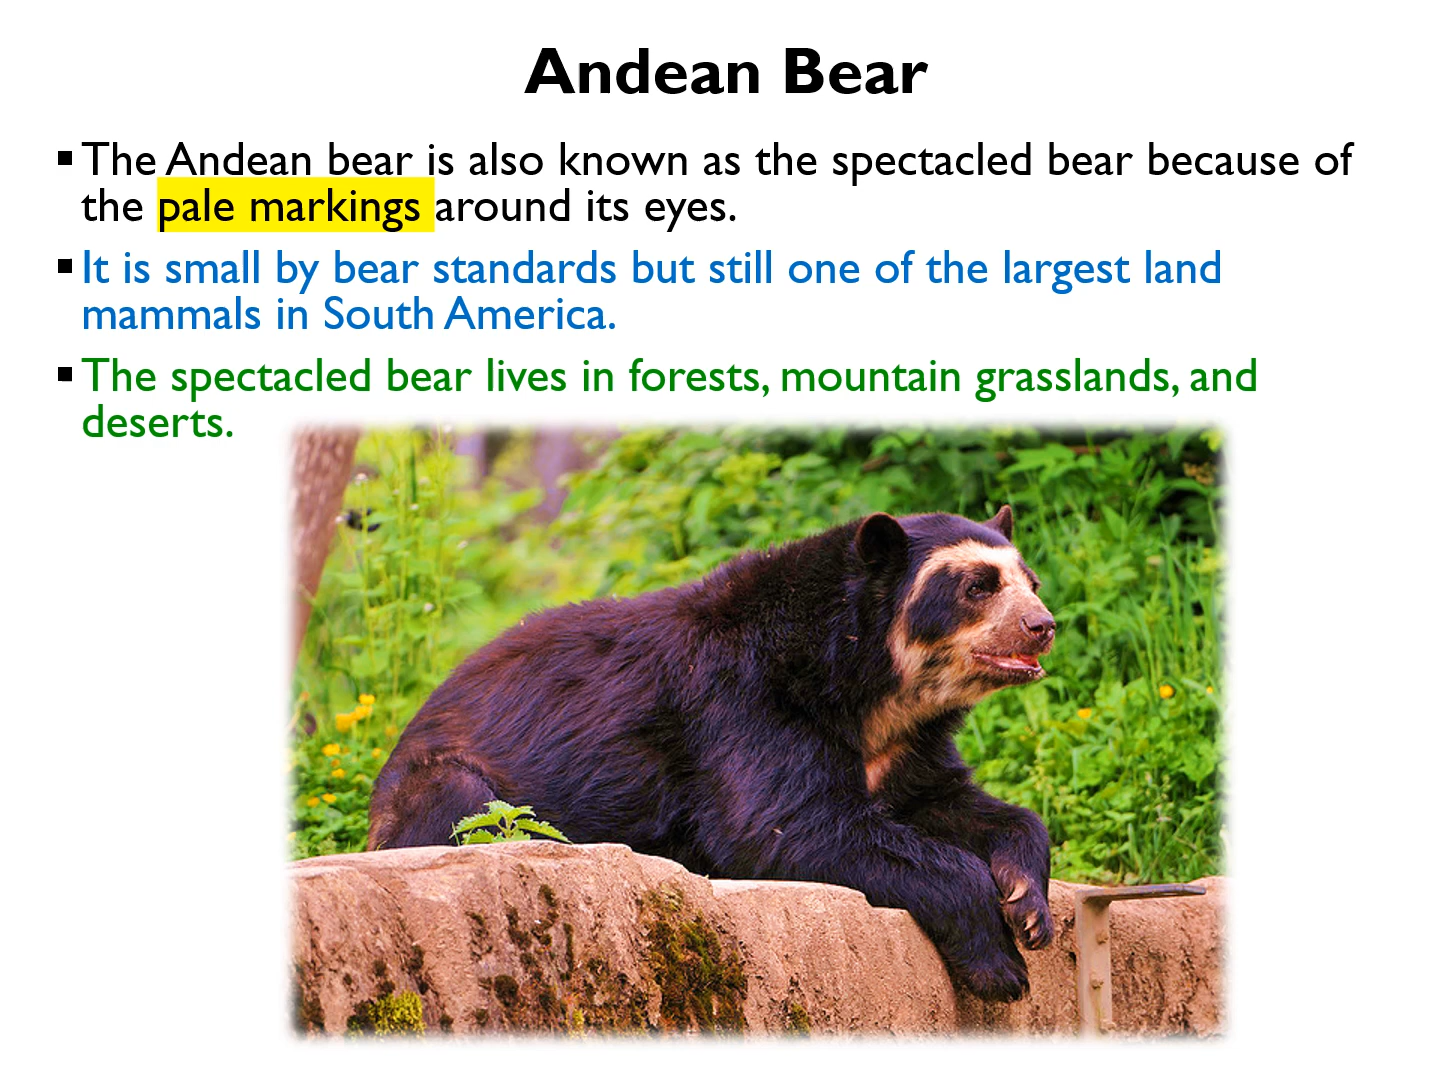 Andean Bear
▪ The Andean bear is also known as the spectacled bear because of
the pale markings around its eyes.
▪ It is small by bear standards but still one of the largest land
mammals in South America.
▪ The spectacled bear lives in forests, mountain grasslands, and
deserts.